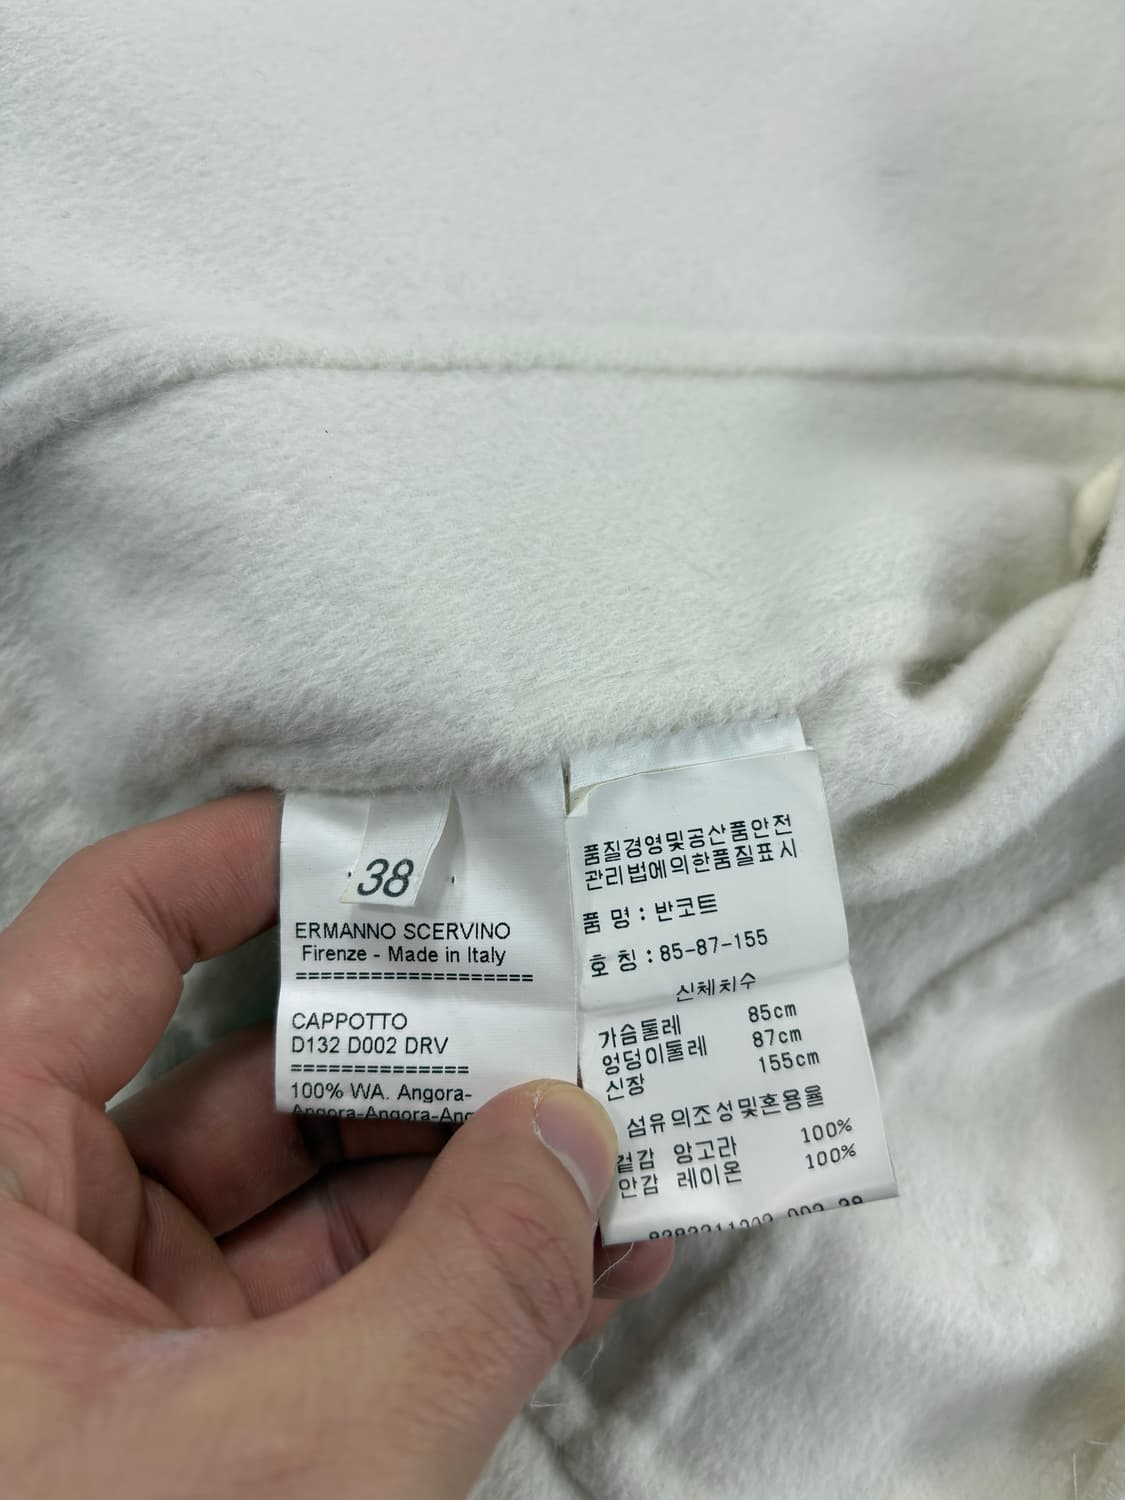 38
ERMANNO SCERVINO
Firenze - Made in Italy
====================
CAPPOTTO
D132 D002 DRV
===============
100% WA. Angora-
Angora-Angora-Ang
품질경영및공산품안전
관리법에의한품질표시
품 명 : 반코트
호 칭 : 85-87-155
신체치수
가슴둘레 85cm
엉덩이둘레 87cm
신장 155cm
섬유의조성및혼용율
겉감 앙고라 100%
안감 레이온 100%